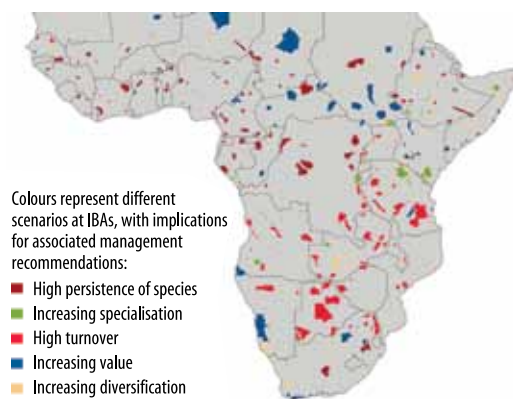 Colours represent different
scenarios at IBAs, with implications
for associated management
recommendations:
High persistence of species
Increasing specialisation
High turnover
Increasing value
Increasing diversification